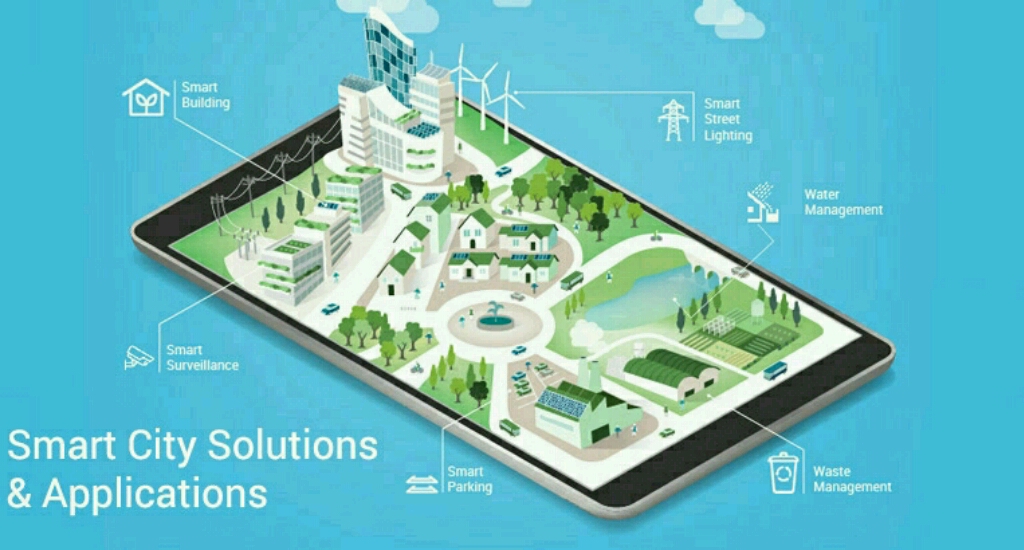 Smart
Building
Smart
Street
Lighting
Water
Management
Smart
Surveillance
Smart City Solutions
& Applications
Smart
Parking
Waste
Management